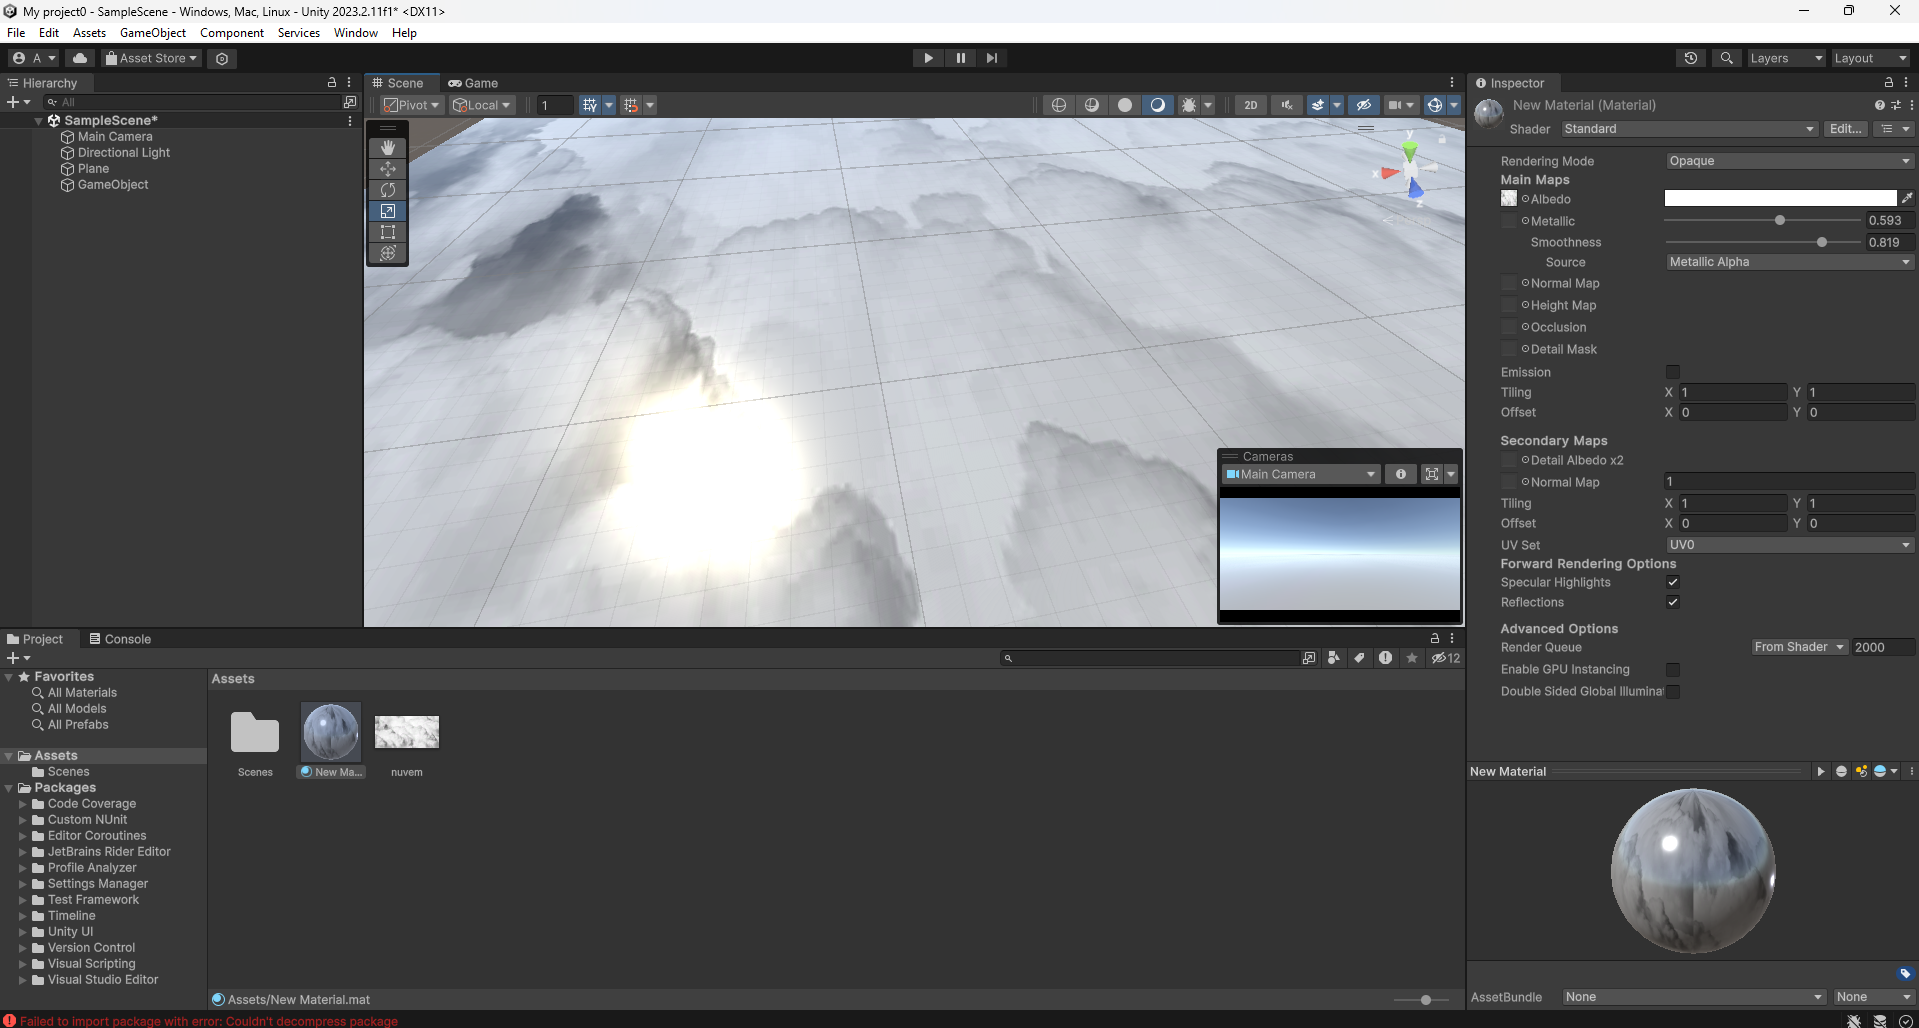 My project0 - SampleScene - Windows, Mac, Linux - Unity 2023.2.11f1* <DX11>
File Edit Assets GameObject Component Services Window Help
A Asset Store Layers Layout
Hierarchy
All
SampleScene*
Main Camera
Directional Light
Plane
GameObject
Scene Game
Pivot Local 1 2D
y
x
z
Cameras
Main Camera
Inspector
New Material (Material)
Shader Standard Edit...
Rendering Mode Opaque
Main Maps
Albedo
Metallic 0.593
Smoothness 0.819
Source Metallic Alpha
Normal Map
Height Map
Occlusion
Detail Mask
Emission
Tiling X 1 Y 1
Offset X 0 Y 0
Secondary Maps
Detail Albedo x2
Normal Map 1
Tiling X 1 Y 1
Offset X 0 Y 0
UV Set UV0
Forward Rendering Options
Specular Highlights
Reflections
Advanced Options
Render Queue From Shader 2000
Enable GPU Instancing
Double Sided Global Illumina
New Material
AssetBundle None None
Project Console
12
Favorites
All Materials
All Models
All Prefabs
Assets
Scenes
Packages
Code Coverage
Custom NUnit
Editor Coroutines
JetBrains Rider Editor
Profile Analyzer
Settings Manager
Test Framework
Timeline
Unity UI
Version Control
Visual Scripting
Visual Studio Editor
Assets
Scenes New Ma... nuvem
Assets/New Material.mat
Failed to import package with error: Couldn't decompress package